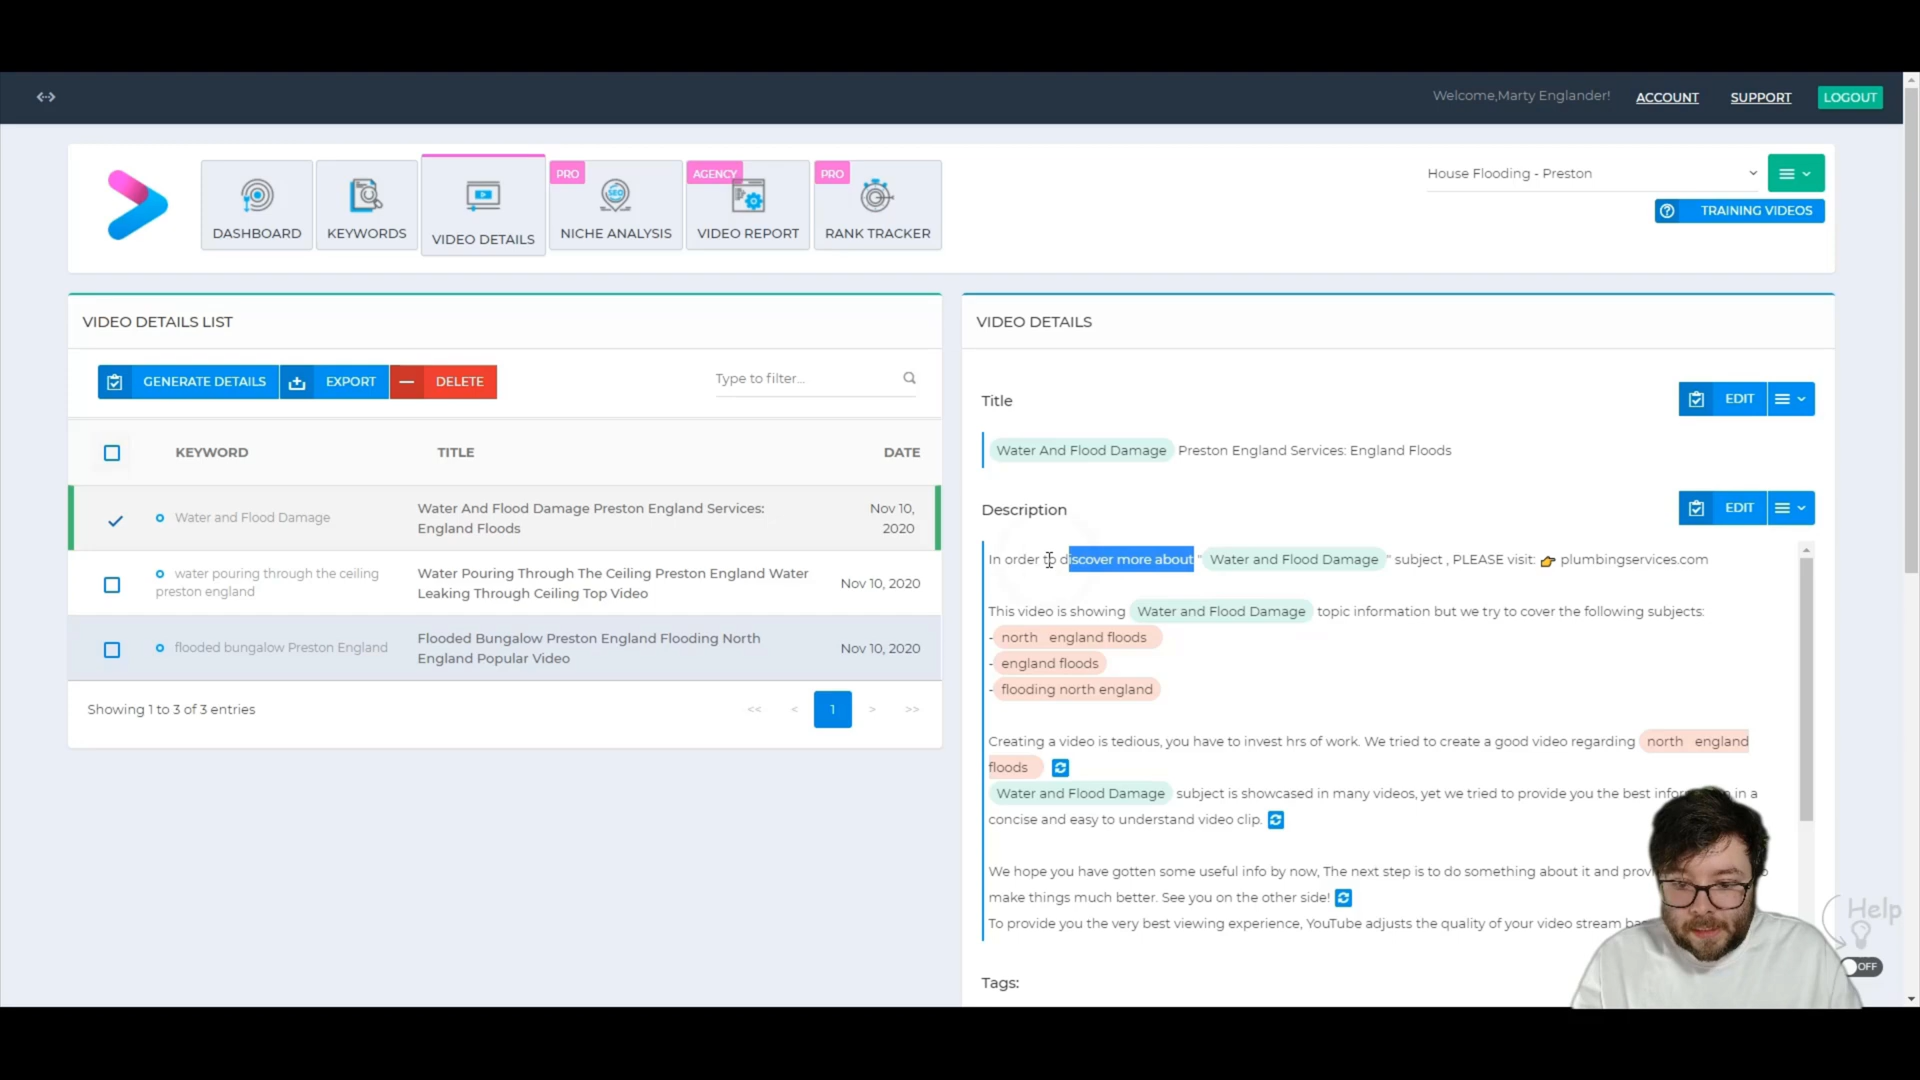 Welcome,Marty Englander!
ACCOUNT
SUPPORT
LOGOUT
DASHBOARD
KEYWORDS
VIDEO DETAILS
PRO
SEO
NICHE ANALYSIS
AGENCY
VIDEO REPORT
PRO
RANK TRACKER
House Flooding - Preston
TRAINING VIDEOS
VIDEO DETAILS LIST
GENERATE DETAILS
EXPORT
DELETE
Type to filter...
KEYWORD
TITLE
DATE
Water and Flood Damage
Water And Flood Damage Preston England Services:
England Floods
Nov 10,
2020
water pouring through the ceiling
preston england
Water Pouring Through The Ceiling Preston England Water
Leaking Through Ceiling Top Video
Nov 10, 2020
flooded bungalow Preston England
Flooded Bungalow Preston England Flooding North
England Popular Video
Nov 10, 2020
Showing 1 to 3 of 3 entries
<<
<
1
>
>>
VIDEO DETAILS
Title
EDIT
Water And Flood Damage Preston England Services: England Floods
Description
EDIT
In order to discover more about " Water and Flood Damage " subject , PLEASE visit: 👉 plumbingservices.com
This video is showing Water and Flood Damage topic information but we try to cover the following subjects:
- north england floods
- england floods
- flooding north england
Creating a video is tedious, you have to invest hrs of work. We tried to create a good video regarding north england
floods
Water and Flood Damage subject is showcased in many videos, yet we tried to provide you the best in a
concise and easy to understand video clip.
We hope you have gotten some useful info by now, The next step is to do something about it and
make things much better. See you on the other side!
To provide you the very best viewing experience, YouTube adjusts the quality of your video stream
Tags:
Help
OFF